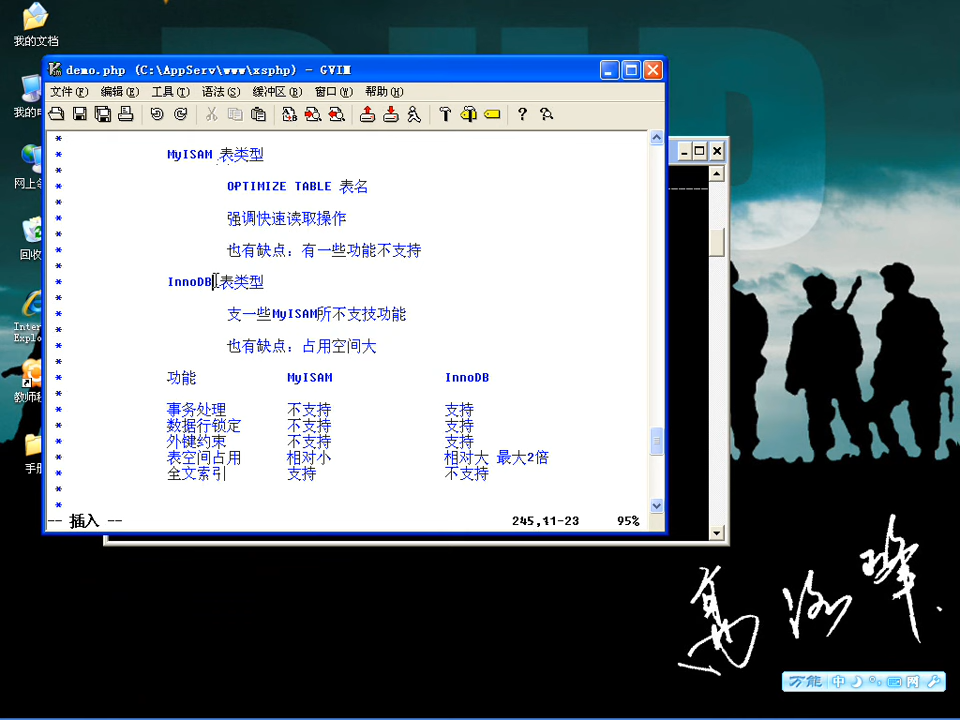 我的文档
demo.php (C:\AppServ\www\xsphp) - GVIM
文件(F) 编辑(E) 工具(T) 语法(S) 缓冲区(B) 窗口(W) 帮助(H)
我的电
网上邻
回收
Inter
Explo
手册
*
* MyISAM 表类型
*
* OPTIMIZE TABLE 表名
*
* 强调快速读取操作
*
* 也有缺点: 有一些功能不支持
*
* InnoDB 表类型
*
* 支一些MyISAM所不支技功能
*
* 也有缺点: 占用空间大
*
* 功能 MyISAM InnoDB
*
* 事务处理 不支持 支持
* 数据行锁定 不支持 支持
* 外键约束 不支持 支持
* 表空间占用 相对小 相对大 最大2倍
* 全文索引 支持 不支持
*
*
-- 插入 -- 245,11-23 95%
万能 中